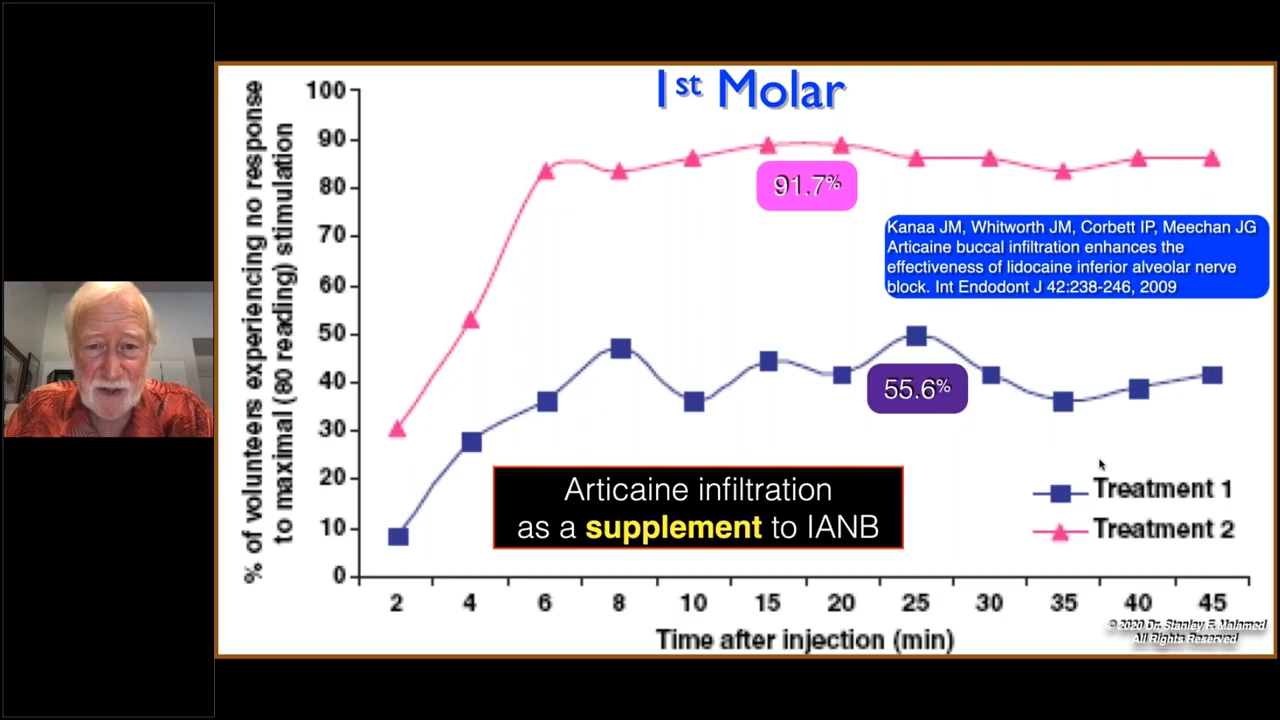 1st Molar
% of volunteers experiencing no response
to maximal (80 reading) stimulation
100
90
80
70
60
50
40
30
20
10
0
91.7%
Kanaa JM, Whitworth JM, Corbett IP, Meechan JG
Articaine buccal infiltration enhances the
effectiveness of lidocaine inferior alveolar nerve
block. Int Endodont J 42:238-246, 2009
55.6%
Articaine infiltration
as a supplement to IANB
Treatment 1
Treatment 2
2 4 6 8 10 15 20 25 30 35 40 45
Time after injection (min)
© 2020 Dr. Stanley F. Malamed
All Rights Reserved